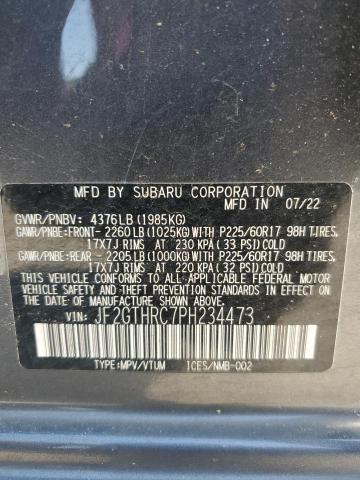 MFD BY SUBARU CORPORATION
MFD IN 07/22
GVWR/PNBV: 4376LB (1985KG)
GAWR/PNBE:FRONT- 2260LB (1025KG)WITH P225/60R17 98H TIRES,
17X7J RIMS AT 230 KPA (33 PSI)COLD
GAWR/PNBE:REAR - 2205LB (1000KG)WITH P225/60R17 98H TIRES,
17X7J RIMS AT 220 KPA (32 PSI)COLD
THIS VEHICLE CONFORMS TO ALL APPLICABLE U.S. FEDERAL MOTOR VEHICLE
SAFETY AND THEFT PREVENTION STANDARDS IN EFFECT
ON THE DATE OF MANUFACTURE SHOWN ABOVE.
VIN: JF2GTHRC7PH234473
TYPE:MPV/VTUM ICES/NMB-002